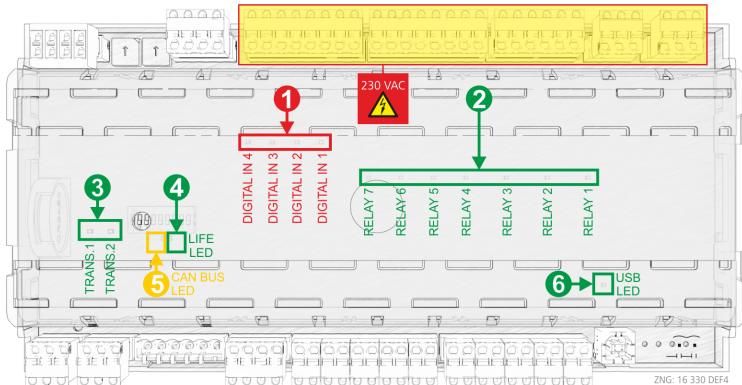 230 VAC
1
2
DIGITAL IN 4
DIGITAL IN 3
DIGITAL IN 2
DIGITAL IN 1
RELAY 7
RELAY 6
RELAY 5
RELAY 4
RELAY 3
RELAY 2
RELAY 1
3
4
TRANS.1
TRANS.2
LIFE
LED
5
CAN BUS
LED
6
USB
LED
ZNG: 16 330 DEF4